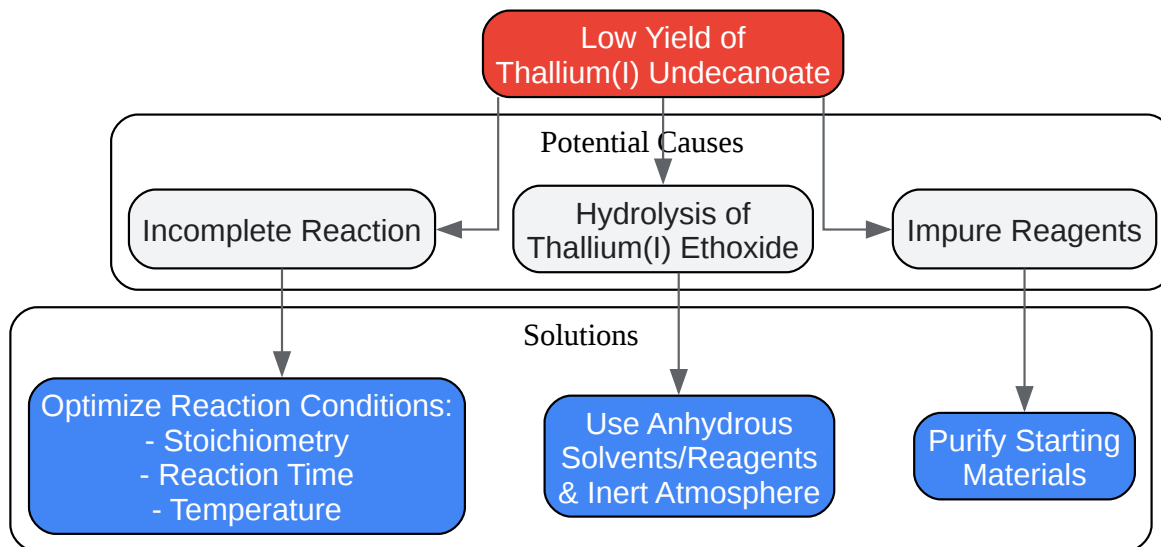 Low Yield of
Thallium(I) Undecanoate
Potential Causes
Incomplete Reaction
Hydrolysis of
Thallium(I) Ethoxide
Impure Reagents
Solutions
Optimize Reaction Conditions:
- Stoichiometry
- Reaction Time
- Temperature
Use Anhydrous
Solvents/Reagents
& Inert Atmosphere
Purify Starting
Materials